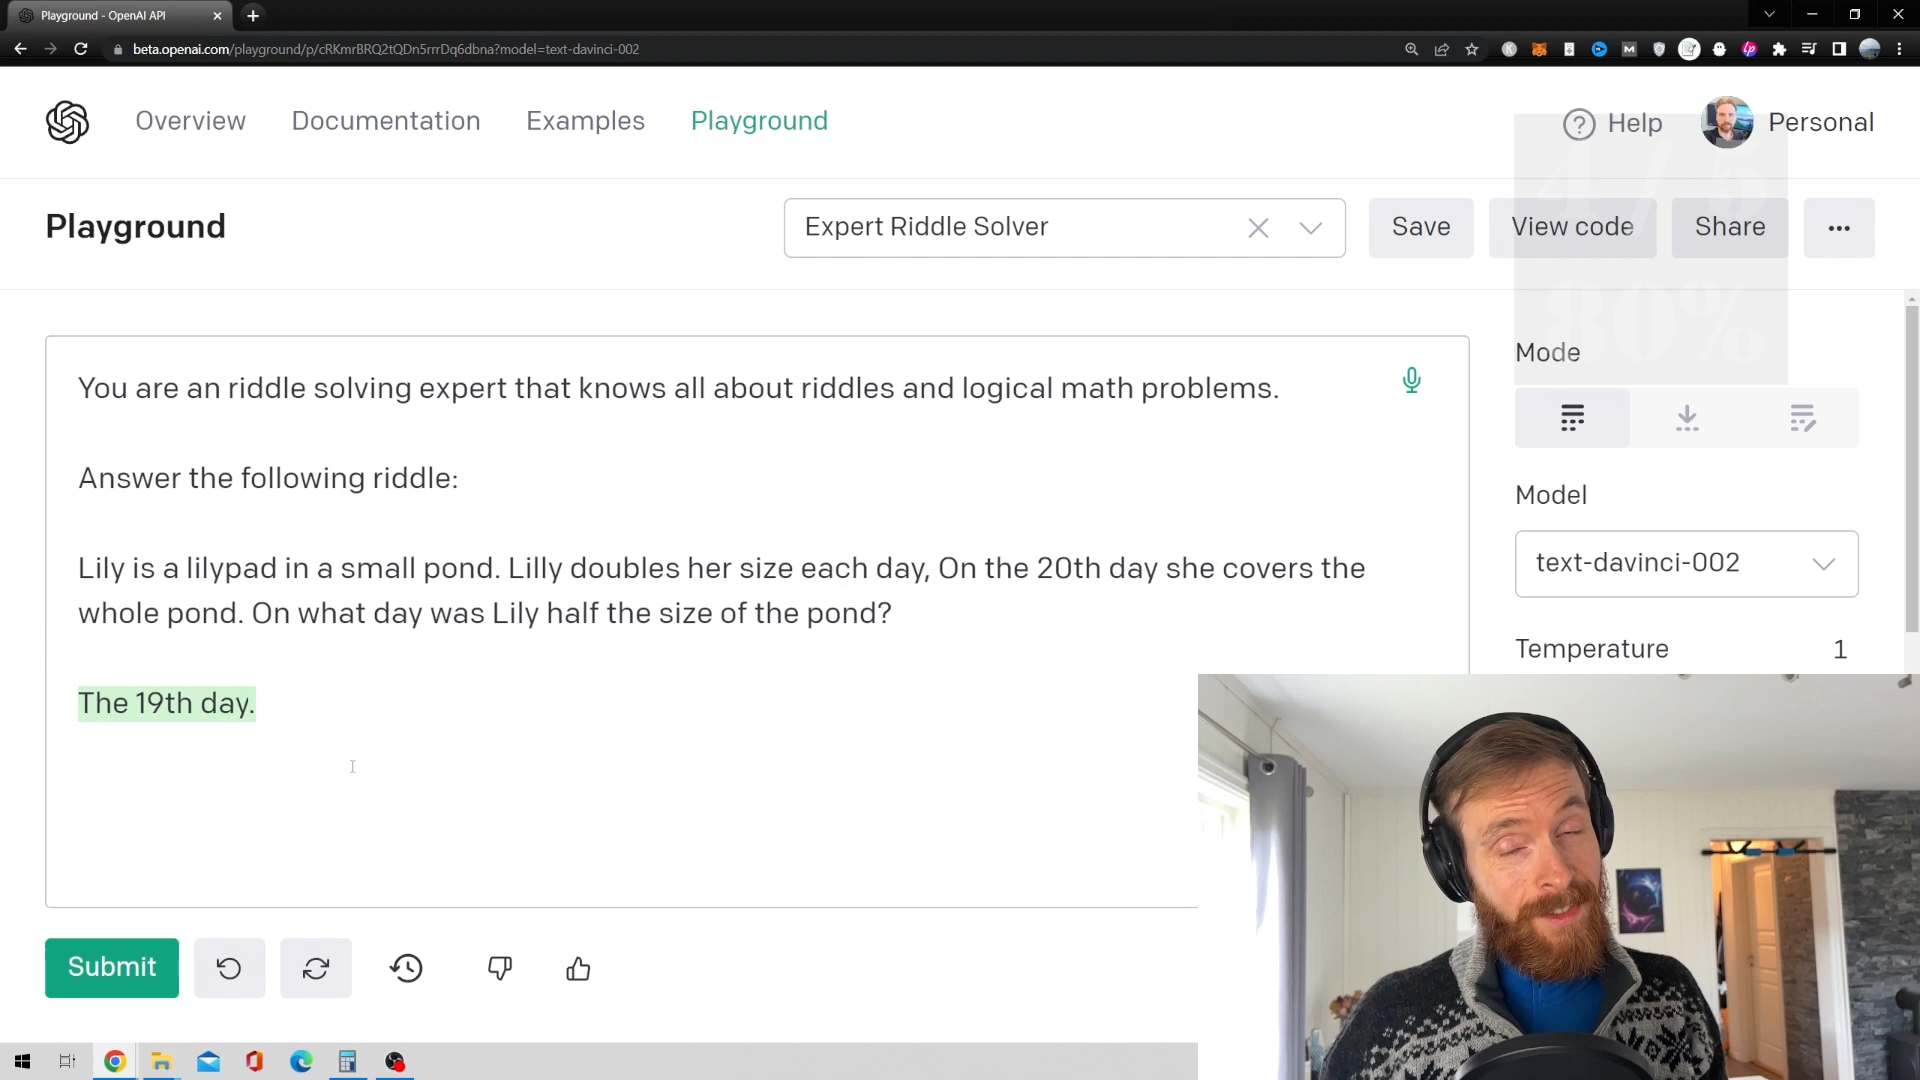 Playground - OpenAI API
beta.openai.com/playground/p/cRKmrBRQ2tQDn5rrrDq6dbna?model=text-davinci-002
Overview Documentation Examples Playground Help Personal
4 / 5
80%
Playground Expert Riddle Solver Save View code Share
You are an riddle solving expert that knows all about riddles and logical math problems.
Answer the following riddle:
Lily is a lilypad in a small pond. Lilly doubles her size each day, On the 20th day she covers the
whole pond. On what day was Lily half the size of the pond?
The 19th day.
Mode
Model
text-davinci-002
Temperature 1
Submit